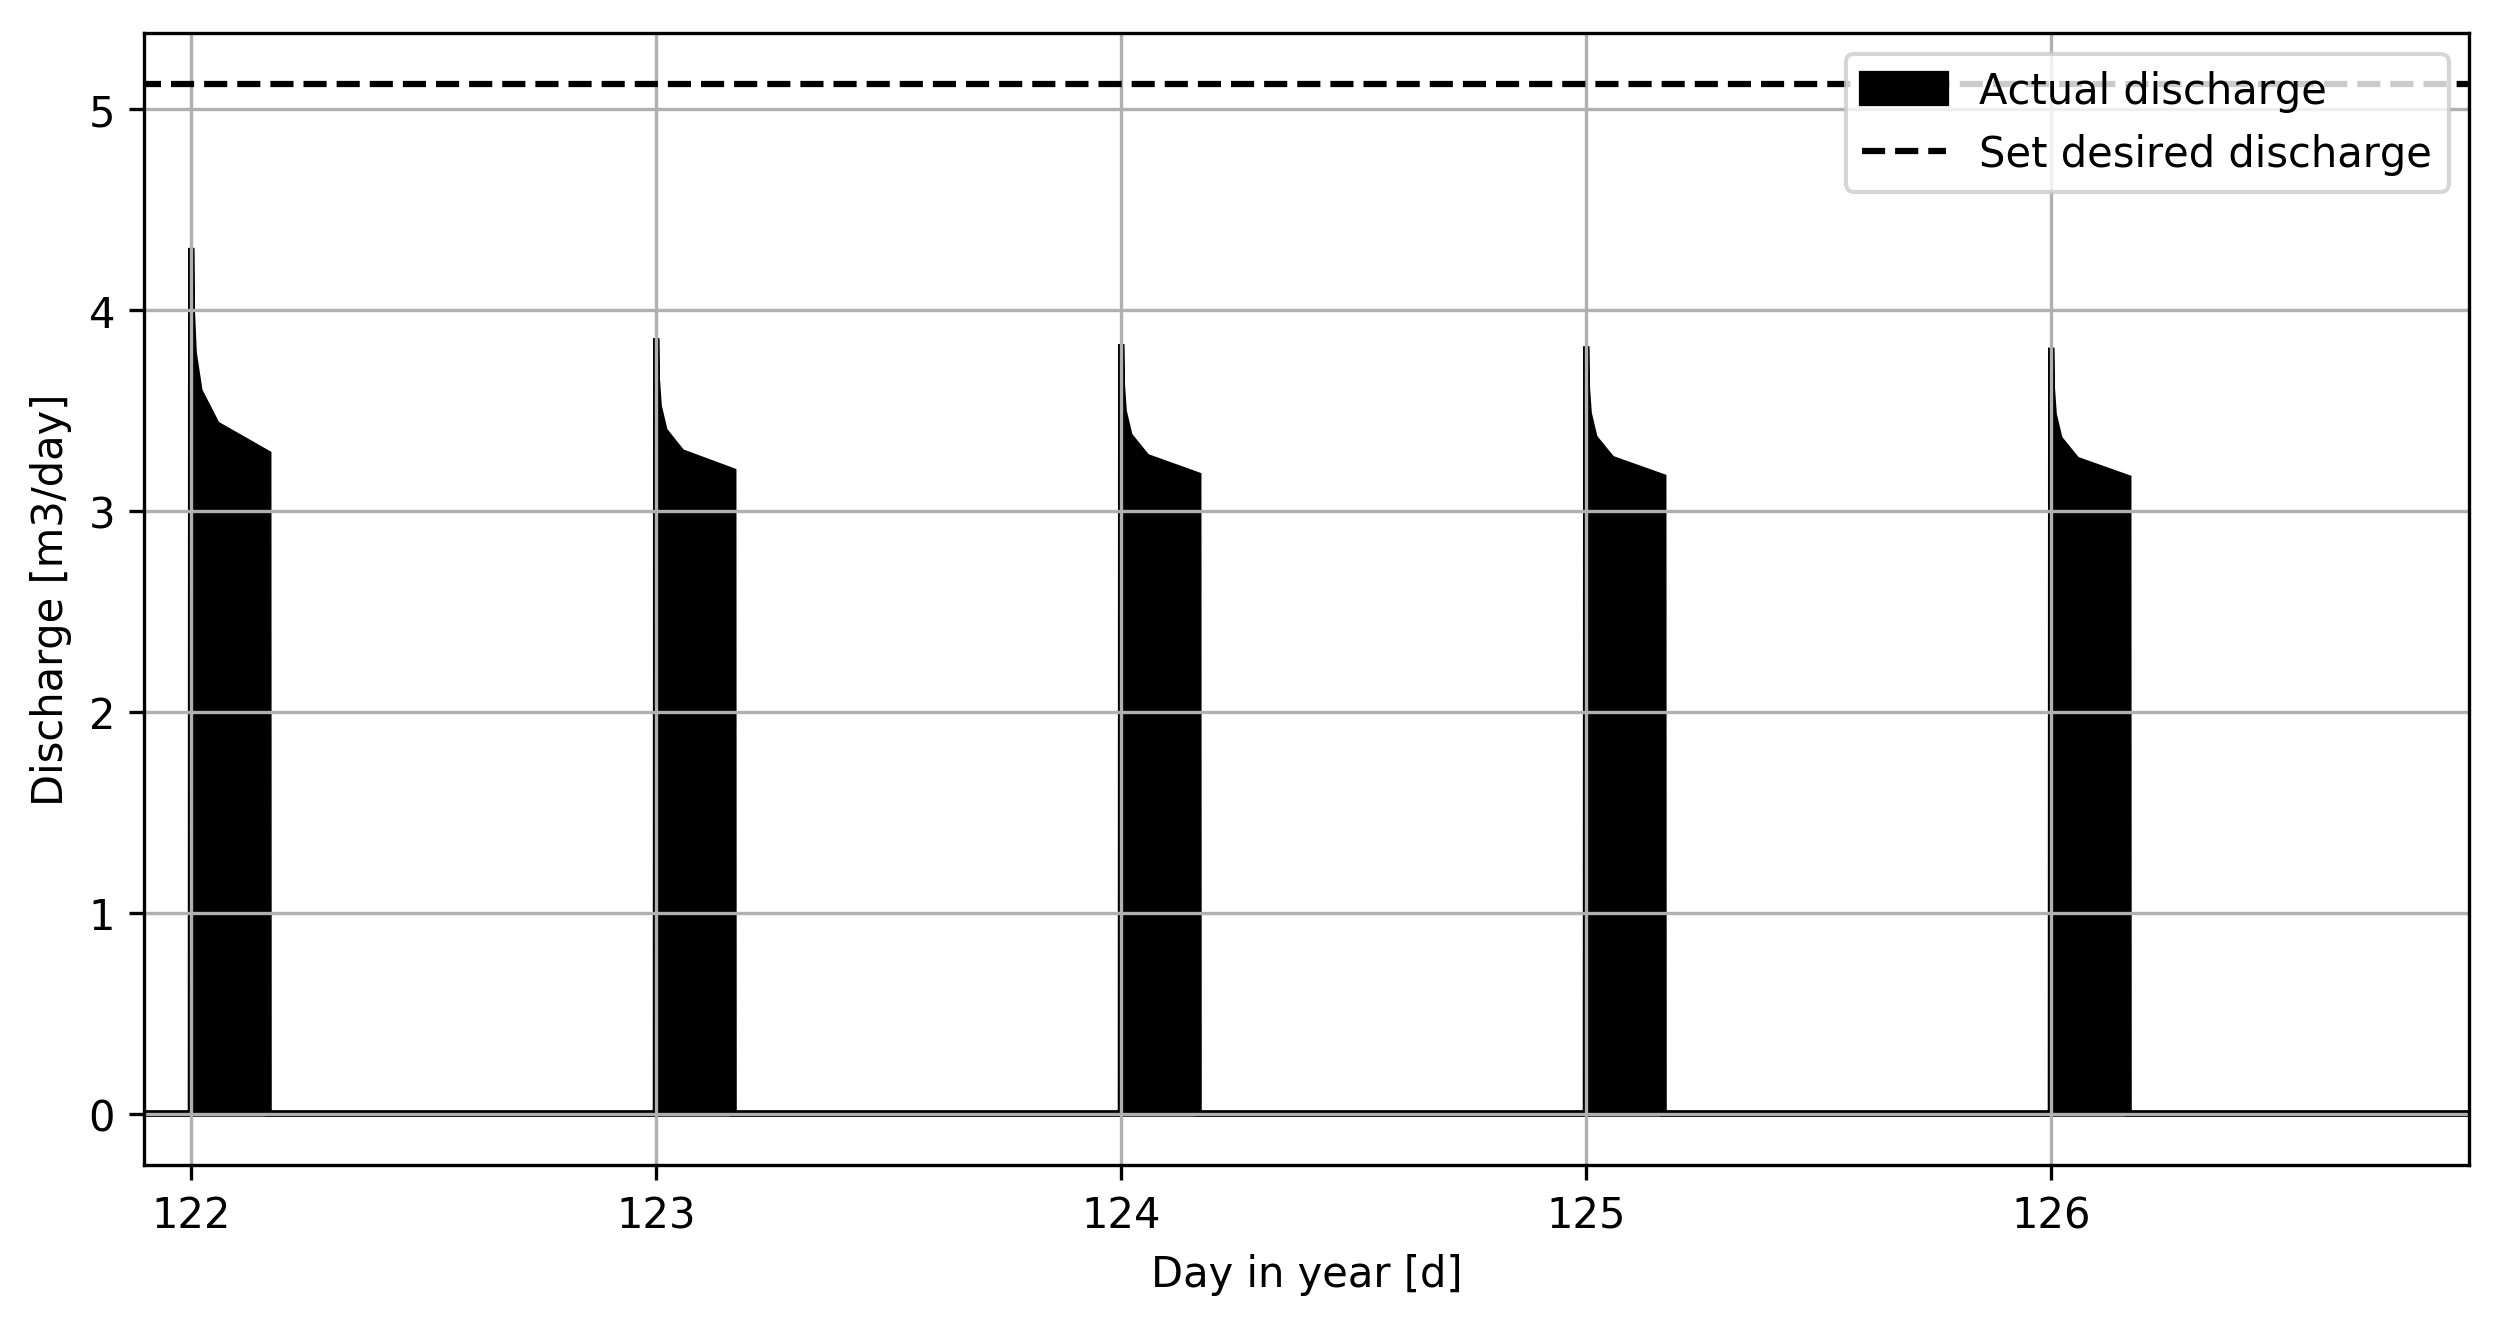 Actual discharge
Set desired discharge
5
4
3
2
1
0
Discharge [m3/day]
122 123 124 125 126
Day in year [d]